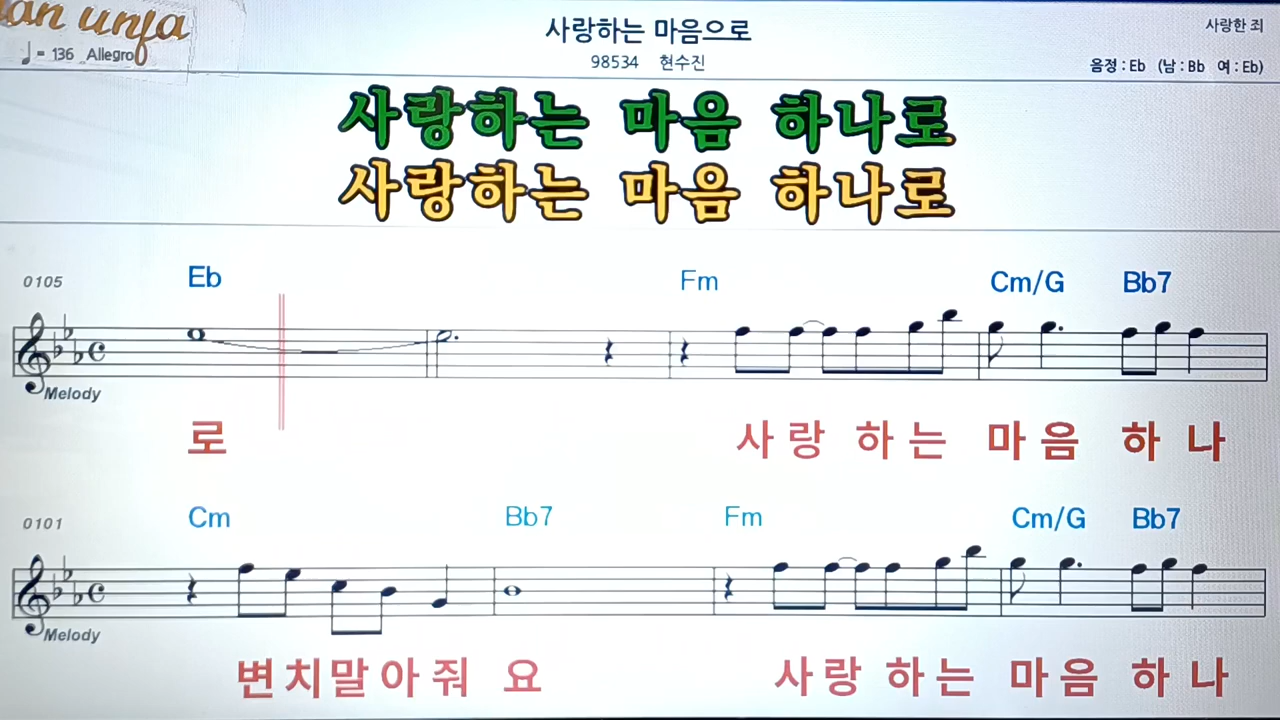 an unja
♩ = 136 Allegro
사랑하는 마음으로
98534 현수진
사랑한 죄
음정 : Eb (남 : Bb 여 : Eb)
사랑하는 마음 하나로
사랑하는 마음 하나로
0105 Eb Fm Cm/G Bb7
Melody
로 사 랑 하 는 마 음 하 나
0101 Cm Bb7 Fm Cm/G Bb7
Melody
변 치 말 아 줘 요 사 랑 하 는 마 음 하 나